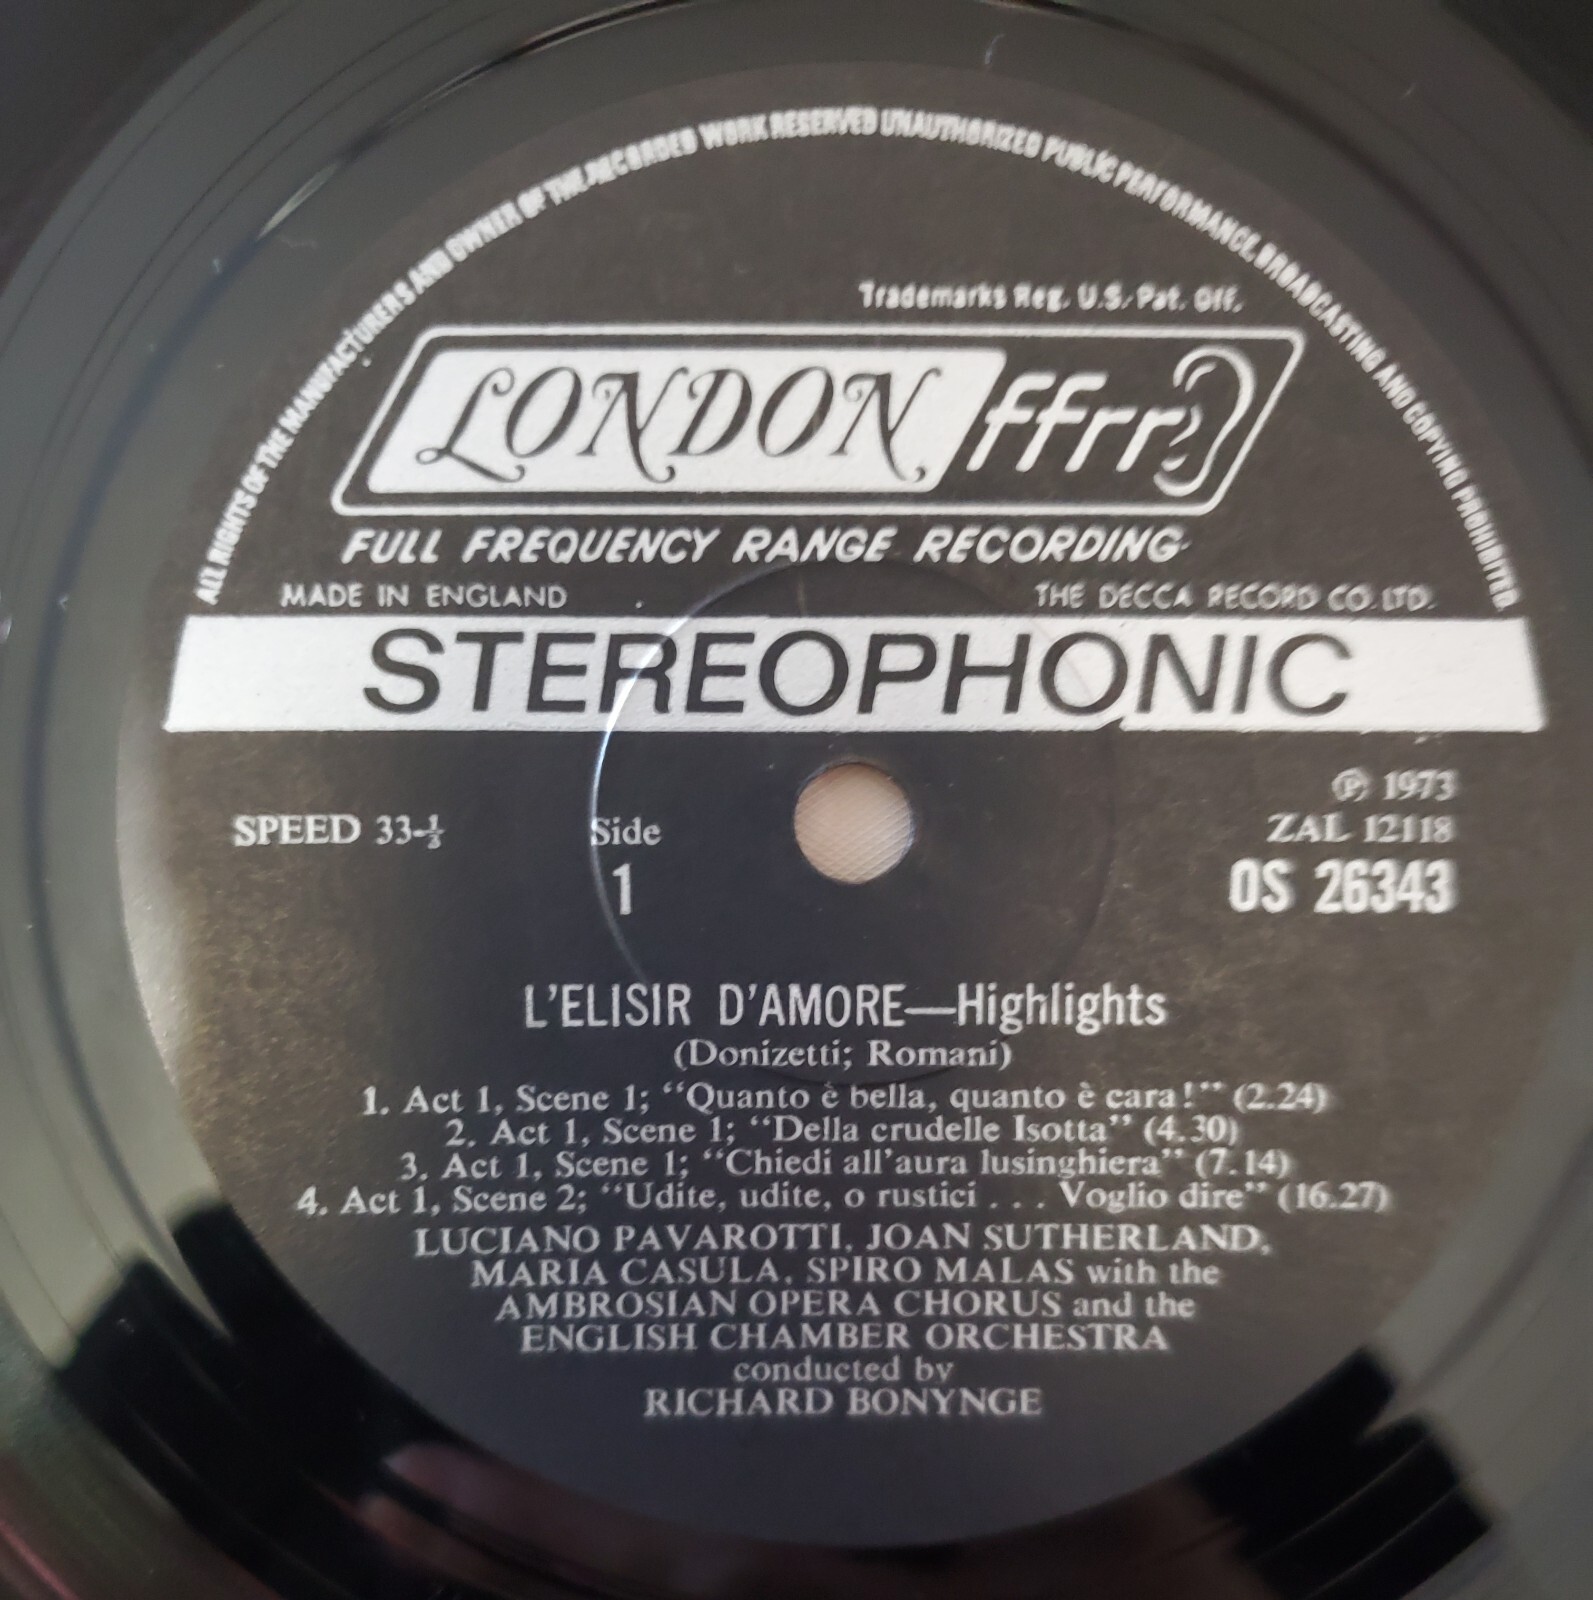 ALL RIGHTS OF THE MANUFACTURERS AND OWNER OF THE RECORDED WORK RESERVED UNAUTHORIZED PUBLIC PERFORMANCE, BROADCASTING AND COPYING PROHIBITED.
Trademarks Reg. U.S. Pat. Off.
LONDON ffrr
FULL FREQUENCY RANGE RECORDING
MADE IN ENGLAND THE DECCA RECORD CO. LTD.
STEREOPHONIC
℗ 1973
SPEED 33-⅓ Side ZAL 12118
1 OS 26343
L'ELISIR D'AMORE—Highlights
(Donizetti; Romani)
1. Act 1, Scene 1; “Quanto è bella, quanto è cara!” (2.24)
2. Act 1, Scene 1; “Della crudelle Isotta” (4.30)
3. Act 1, Scene 1; “Chiedi all'aura lusinghiera” (7.14)
4. Act 1, Scene 2; “Udite, udite, o rustici . . . Voglio dire” (16.27)
LUCIANO PAVAROTTI, JOAN SUTHERLAND,
MARIA CASULA, SPIRO MALAS with the
AMBROSIAN OPERA CHORUS and the
ENGLISH CHAMBER ORCHESTRA
conducted by
RICHARD BONYNGE